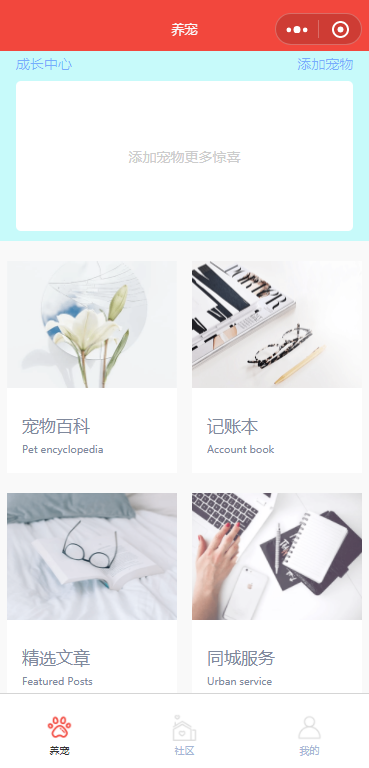 养宠
成长中心
添加宠物
添加宠物更多惊喜
宠物百科
Pet encyclopedia
记账本
Account book
精选文章
Featured Posts
同城服务
Urban service
养宠
社区
我的